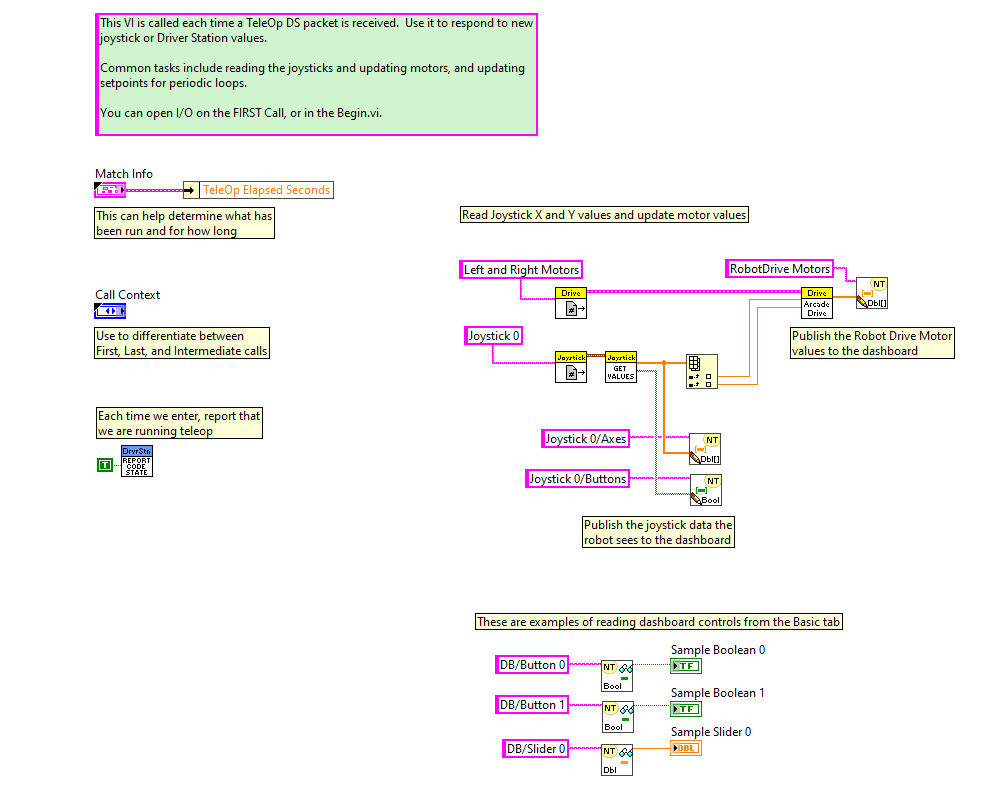 This VI is called each time a TeleOp DS packet is received.  Use it to respond to new
joystick or Driver Station values.
Common tasks include reading the joysticks and updating motors, and updating
setpoints for periodic loops.
You can open I/O on the FIRST Call, or in the Begin.vi.
Match Info
TeleOp Elapsed Seconds
This can help determine what has
been run and for how long
Call Context
Use to differentiate between
First, Last, and Intermediate calls
Each time we enter, report that
we are running teleop
T
DrvrStn
REPORT
CODE
STATE
Read Joystick X and Y values and update motor values
Left and Right Motors
Drive
#
RobotDrive Motors
Drive
Arcade
Drive
NT
Dbl[]
Publish the Robot Drive Motor
values to the dashboard
Joystick 0
Joystick
#
Joystick
GET
VALUES
Joystick 0/Axes
NT
Dbl[]
Joystick 0/Buttons
NT
Bool
Publish the joystick data the
robot sees to the dashboard
These are examples of reading dashboard controls from the Basic tab
DB/Button 0
NT
Bool
Sample Boolean 0
TF
DB/Button 1
NT
Bool
Sample Boolean 1
TF
DB/Slider 0
NT
Dbl
Sample Slider 0
DBL